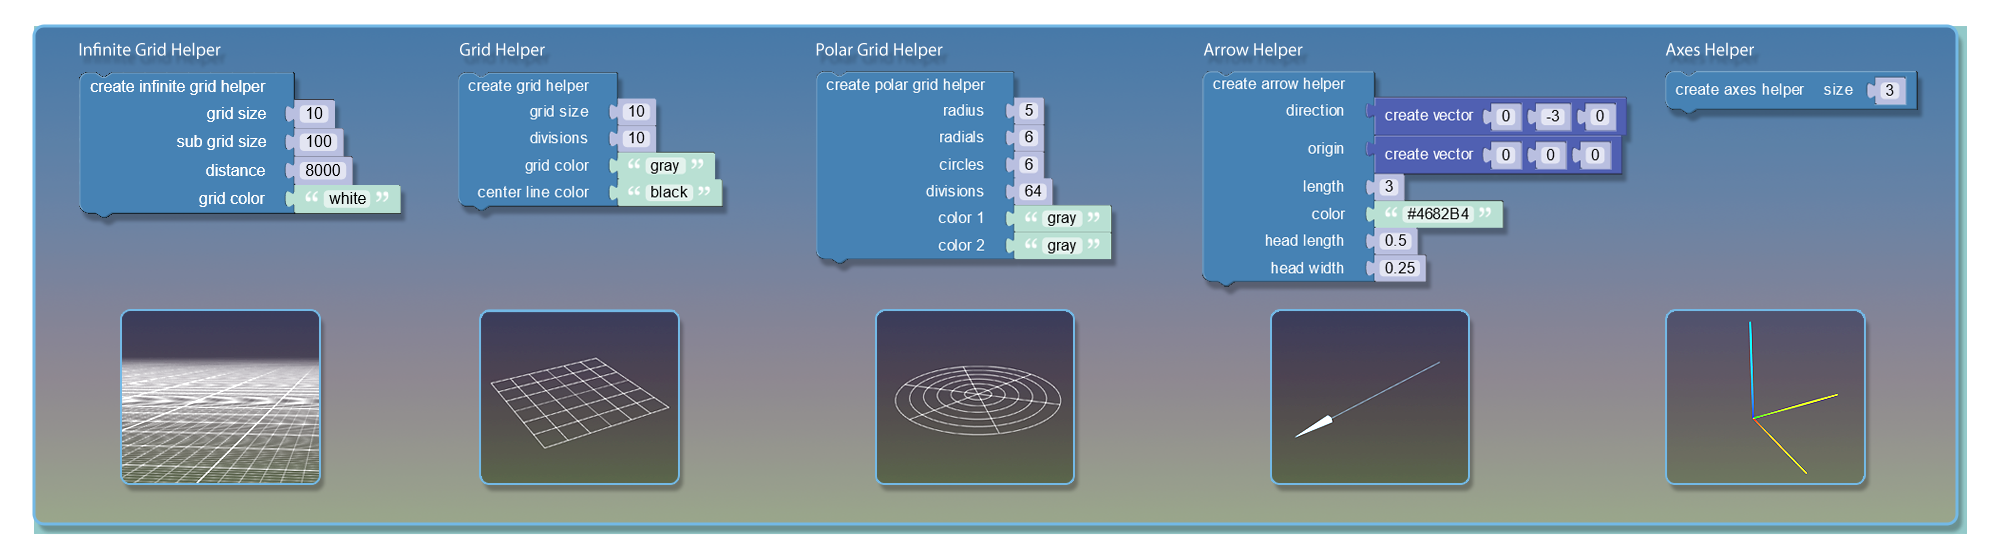 Infinite Grid Helper
create infinite grid helper
grid size 10
sub grid size 100
distance 8000
grid color “ white ”
Grid Helper
create grid helper
grid size 10
divisions 10
grid color “ gray ”
center line color “ black ”
Polar Grid Helper
create polar grid helper
radius 5
radials 6
circles 6
divisions 64
color 1 “ gray ”
color 2 “ gray ”
Arrow Helper
create arrow helper
direction create vector 0 -3 0
origin create vector 0 0 0
length 3
color “ #4682B4 ”
head length 0.5
head width 0.25
Axes Helper
create axes helper size 3